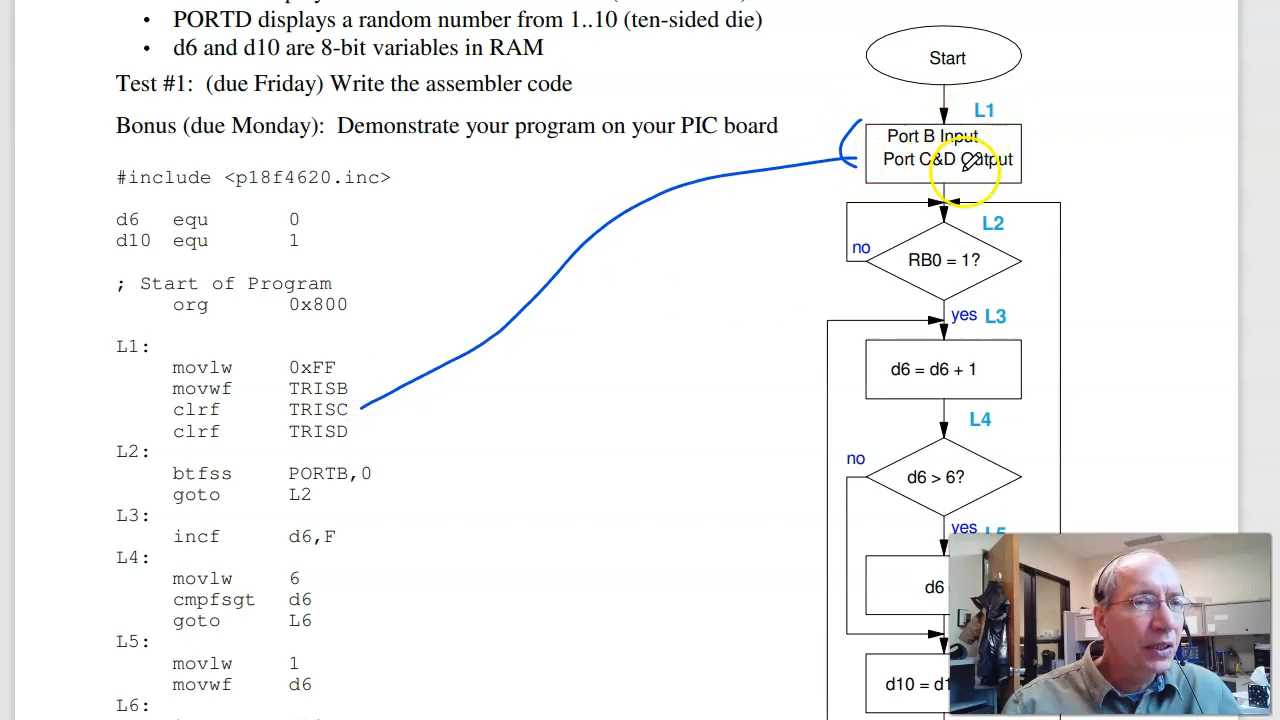 • PORTD displays a random number from 1..10 (ten-sided die)
• d6 and d10 are 8-bit variables in RAM
Test #1: (due Friday) Write the assembler code
Bonus (due Monday): Demonstrate your program on your PIC board
#include <p18f4620.inc>
d6 equ 0
d10 equ 1
; Start of Program
org 0x800
L1:
movlw 0xFF
movwf TRISB
clrf TRISC
clrf TRISD
L2:
btfss PORTB,0
goto L2
L3:
incf d6,F
L4:
movlw 6
cmpfsgt d6
goto L6
L5:
movlw 1
movwf d6
L6:
Start
L1
Port B Input
Port C&D Output
L2
no
RB0 = 1?
yes L3
d6 = d6 + 1
L4
no
d6 > 6?
yes
d6